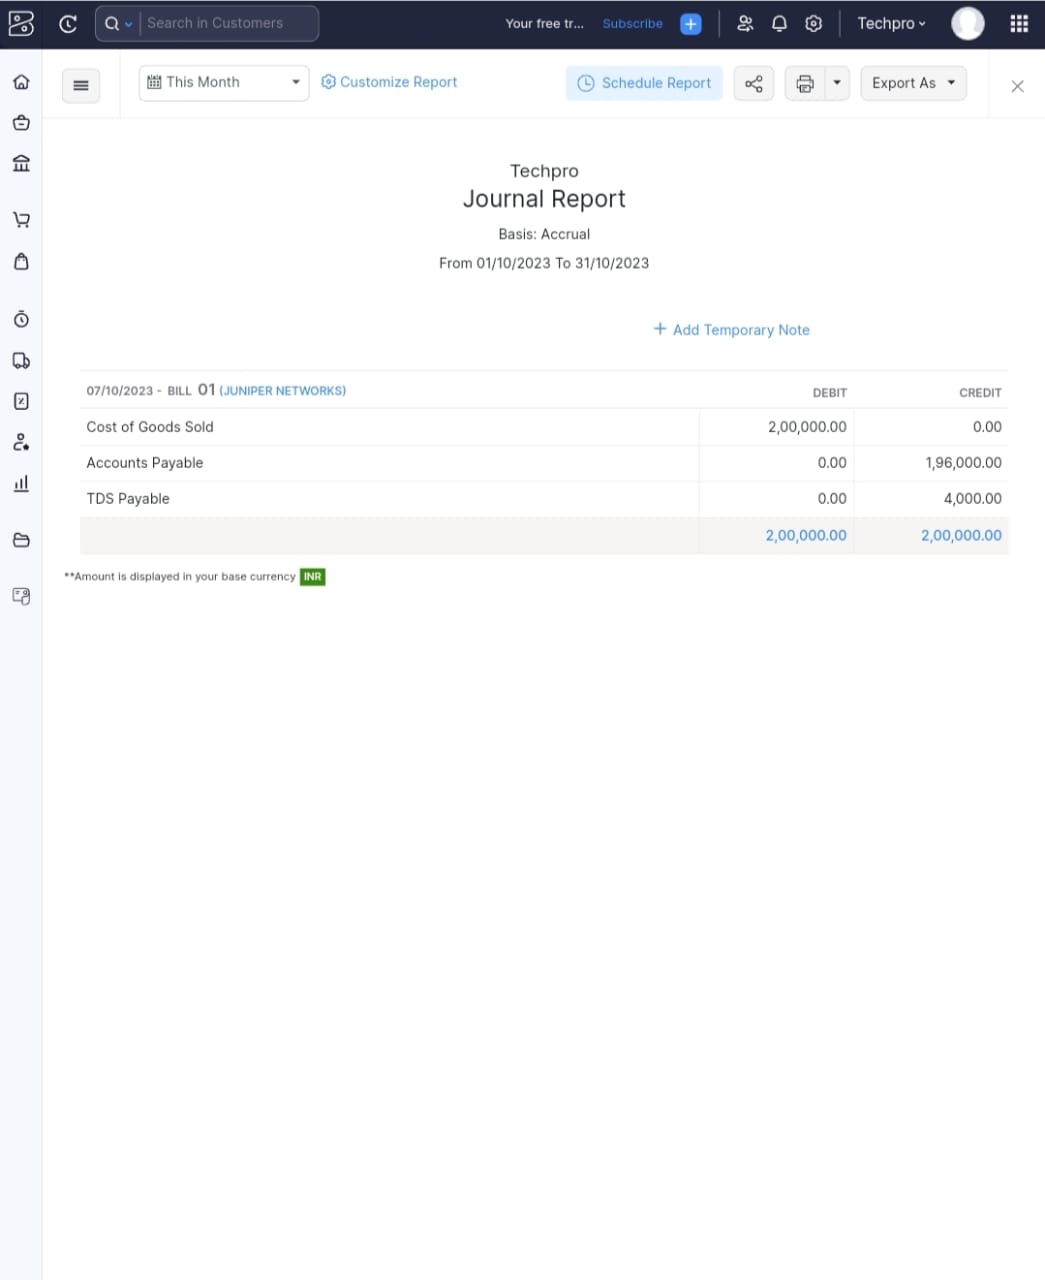 Search in Customers
Your free tr...
Subscribe
Techpro
This Month
Customize Report
Schedule Report
Export As
Techpro
Journal Report
Basis: Accrual
From 01/10/2023 To 31/10/2023
+ Add Temporary Note
07/10/2023 - BILL 01 (JUNIPER NETWORKS) DEBIT CREDIT
Cost of Goods Sold 2,00,000.00 0.00
Accounts Payable 0.00 1,96,000.00
TDS Payable 0.00 4,000.00
2,00,000.00 2,00,000.00
**Amount is displayed in your base currency INR